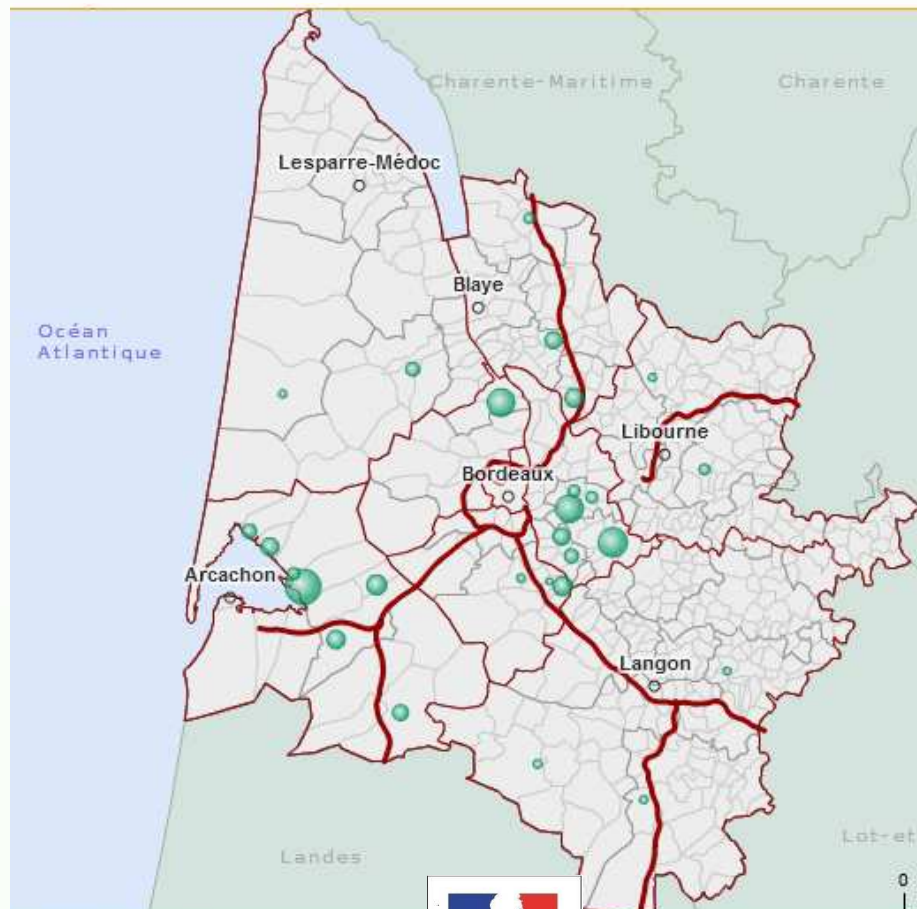 Charente-Maritime
Charente
Lesparre-Médoc
Blaye
Océan
Atlantique
Libourne
Bordeaux
Arcachon
Langon
Lot-et
Landes
0